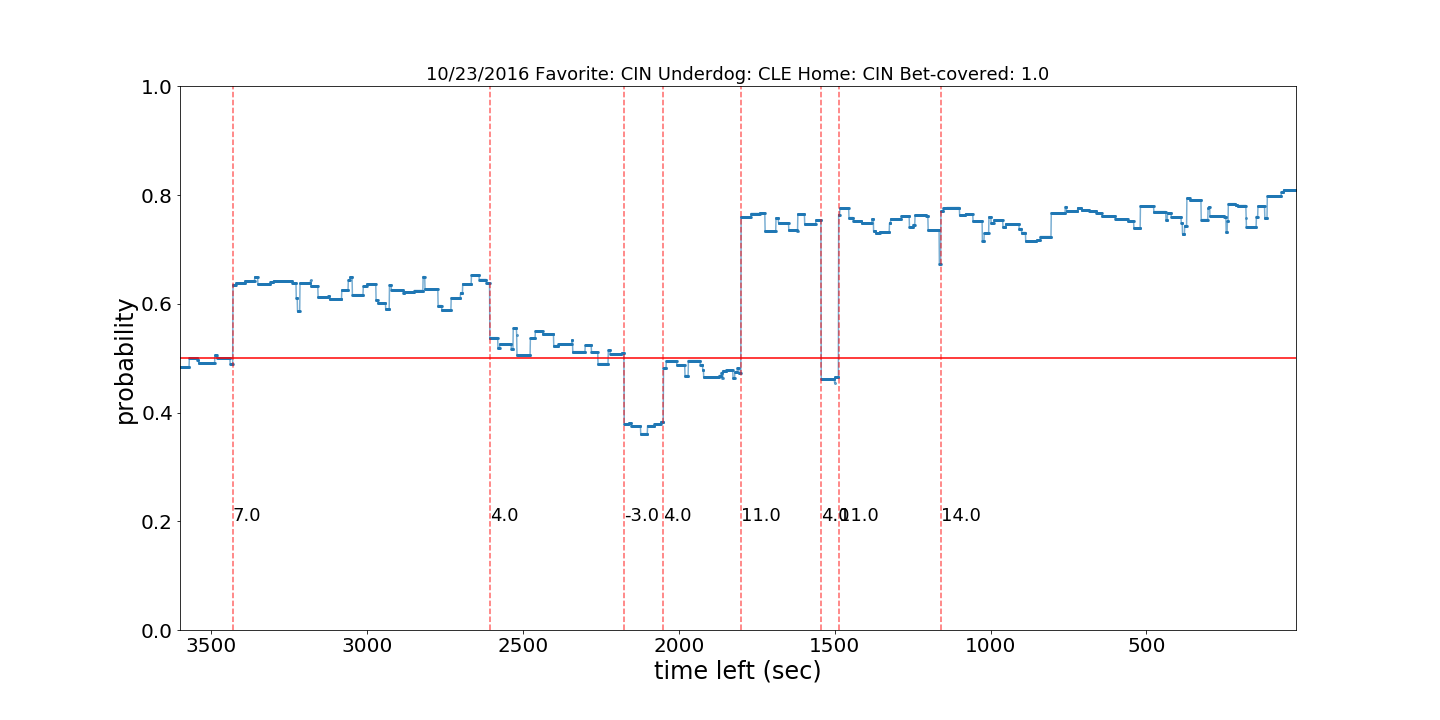 10/23/2016 Favorite: CIN Underdog: CLE Home: CIN Bet-covered: 1.0
1.0
0.8
0.6
0.4
0.2
0.0
probability
7.0 4.0 -3.0 4.0 11.0 4.0 11.0 14.0
3500 3000 2500 2000 1500 1000 500
time left (sec)